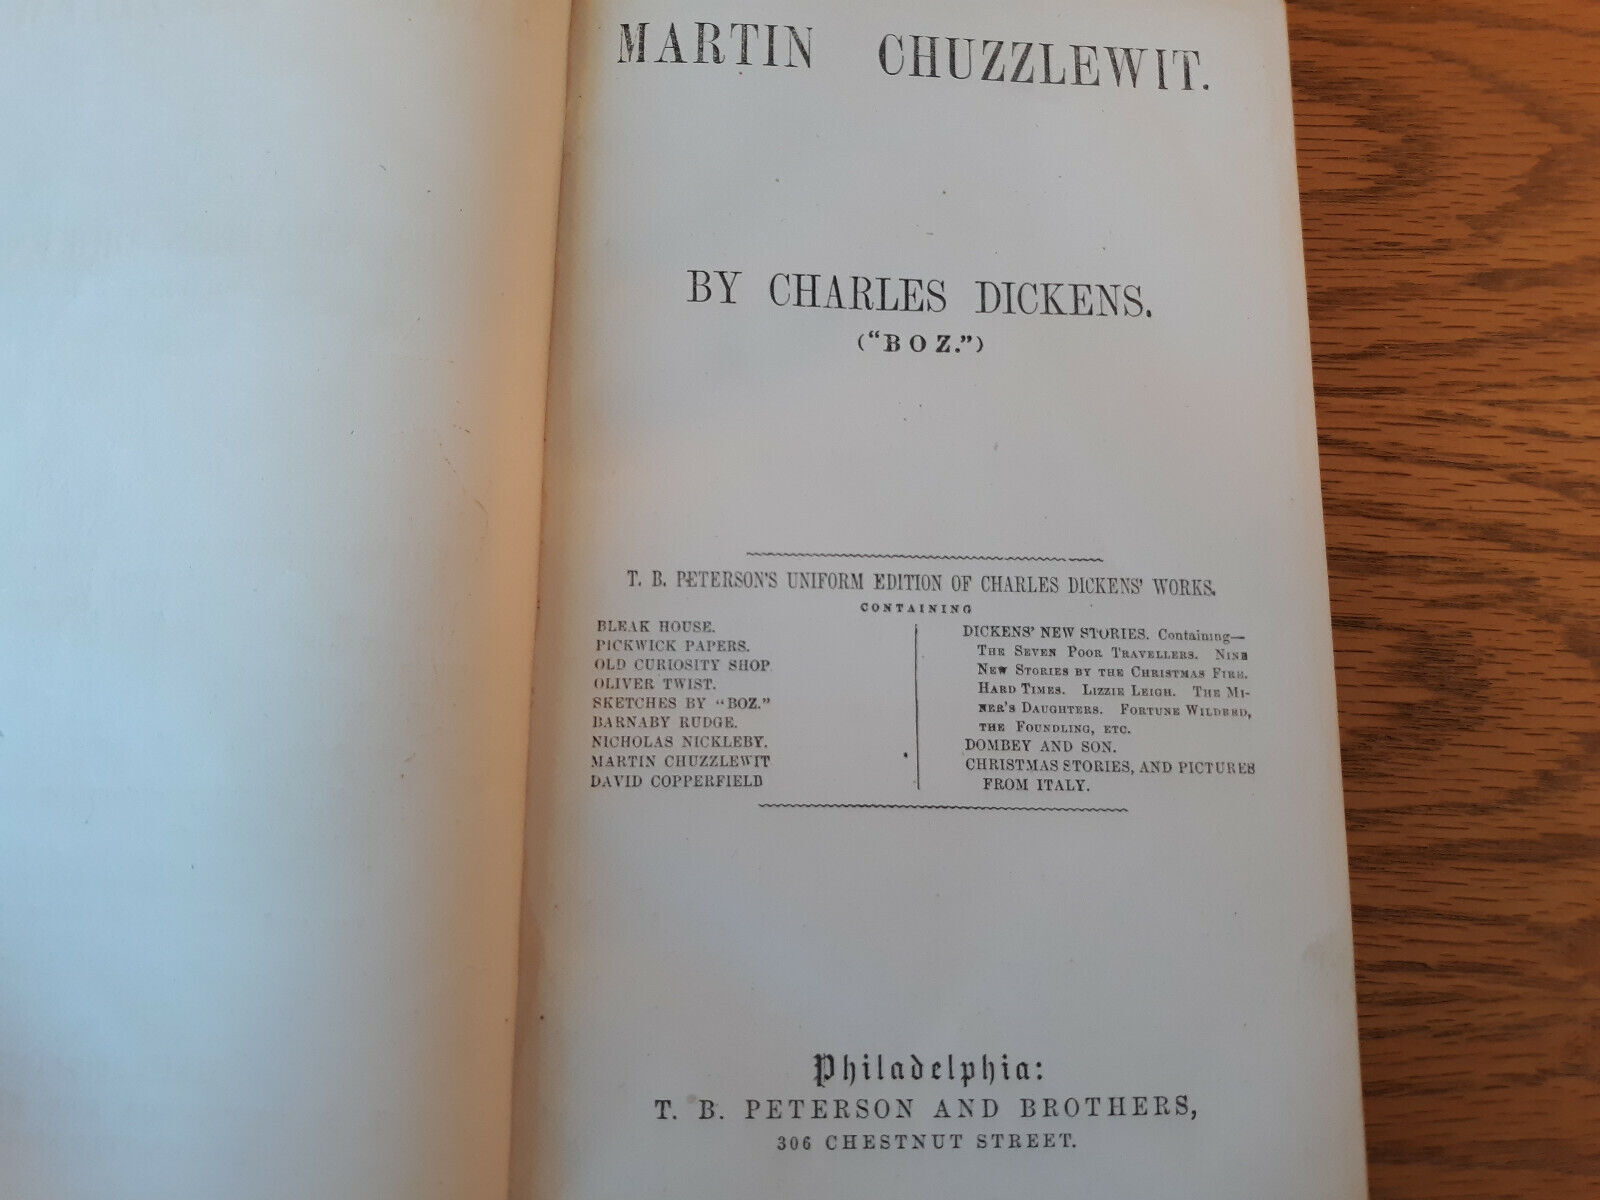 MARTIN CHUZZLEWIT.
BY CHARLES DICKENS.
("BOZ.")
T. B. PETERSON'S UNIFORM EDITION OF CHARLES DICKENS' WORKS.
CONTAINING
BLEAK HOUSE.
PICKWICK PAPERS.
OLD CURIOSITY SHOP
OLIVER TWIST.
SKETCHES BY "BOZ."
BARNABY RUDGE.
NICHOLAS NICKLEBY.
MARTIN CHUZZLEWIT
DAVID COPPERFIELD
DICKENS' NEW STORIES. Containing—
THE SEVEN POOR TRAVELLERS. NINE
NEW STORIES BY THE CHRISTMAS FIRE.
HARD TIMES. LIZZIE LEIGH. THE MI-
NER'S DAUGHTERS. FORTUNE WILDRED,
THE FOUNDLING, ETC.
DOMBEY AND SON.
CHRISTMAS STORIES, AND PICTURES
FROM ITALY.
Philadelphia:
T. B. PETERSON AND BROTHERS,
306 CHESTNUT STREET.